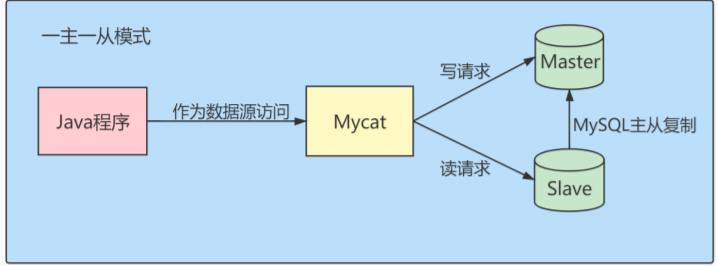 一主一从模式
Java程序
作为数据源访问
Mycat
写请求
Master
MySQL主从复制
读请求
Slave